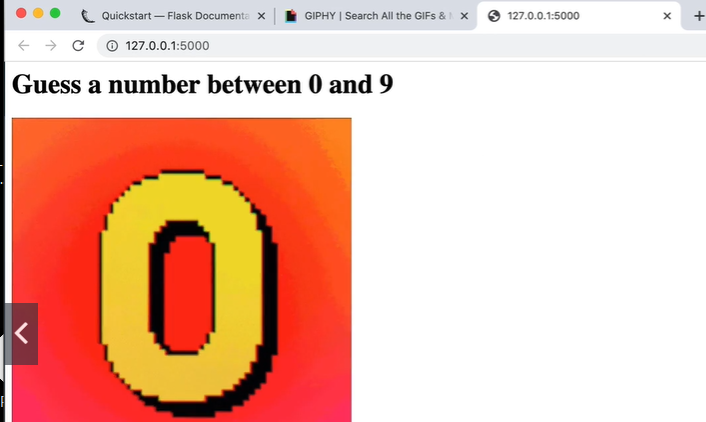 Quickstart — Flask Documenta
GIPHY | Search All the GIFs &
127.0.0.1:5000
127.0.0.1:5000
Guess a number between 0 and 9
0